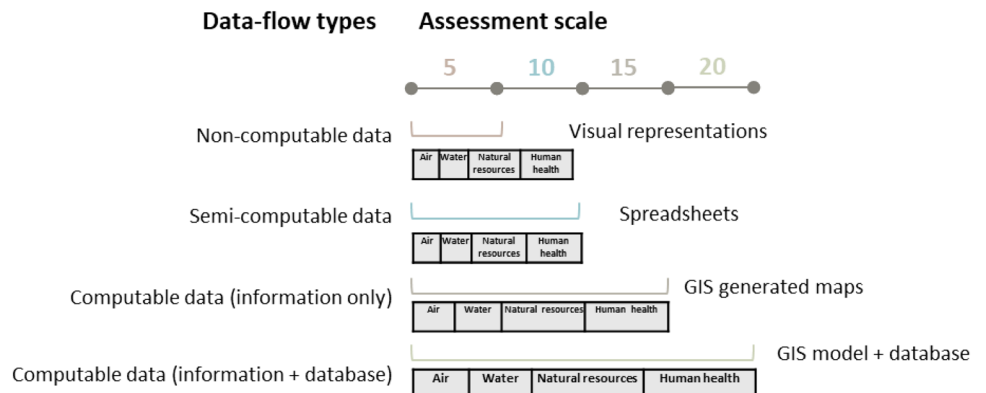 Data-flow types Assessment scale
5 10 15 20
Non-computable data Visual representations
Air Water Natural resources Human health
Semi-computable data Spreadsheets
Air Water Natural resources Human health
Computable data (information only) GIS generated maps
Air Water Natural resources Human health
Computable data (information + database) GIS model + database
Air Water Natural resources Human health